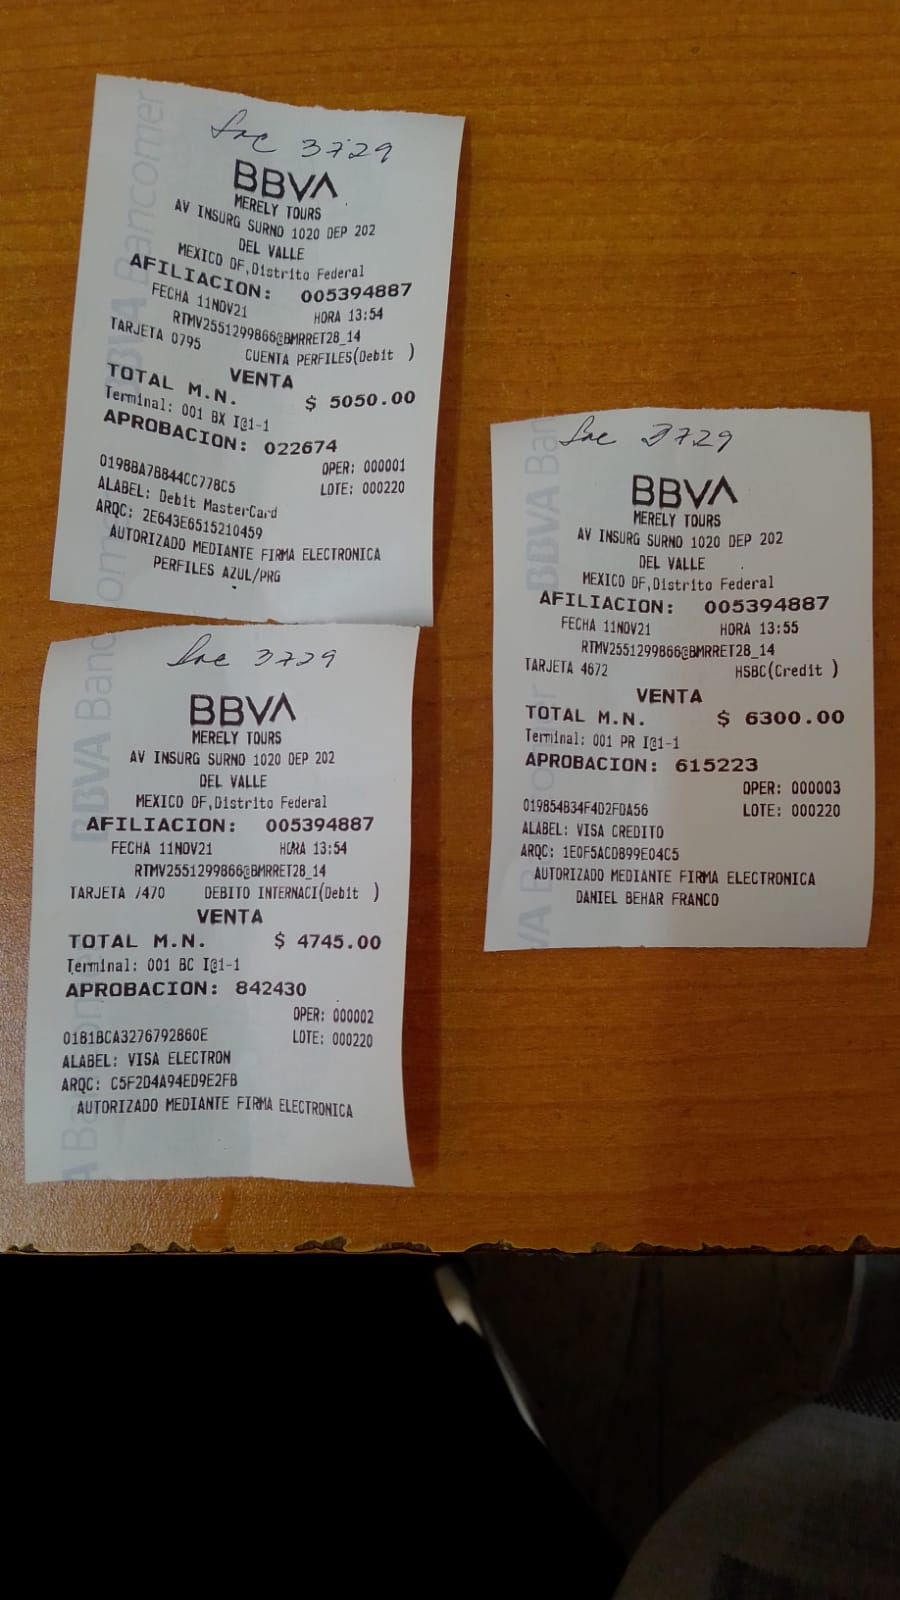 3729
BBVA
MERELY TOURS
AV INSURG SURNO 1020 DEP 202
DEL VALLE
MEXICO DF,Distrito Federal
AFILIACION: 005394887
FECHA 11NOV21 HORA 13:54
RTMV2551299866@BMRRET28_14
TARJETA 0795 CUENTA PERFILES(Debit )
VENTA
TOTAL M.N. $ 5050.00
Terminal: 001 BX I@1-1
APROBACION: 022674
OPER: 000001
0198BA7B844CC778C5 LOTE: 000220
ALABEL: Debit MasterCard
ARQC: 2E643E6515210459
AUTORIZADO MEDIANTE FIRMA ELECTRONICA
PERFILES AZUL/PRG
BBVA Bancomer
3729
BBVA
MERELY TOURS
AV INSURG SURNO 1020 DEP 202
DEL VALLE
MEXICO DF,Distrito Federal
AFILIACION: 005394887
FECHA 11NOV21 HORA 13:54
RTMV2551299866@BMRRET28_14
TARJETA 7470 DEBITO INTERNACI(Debit )
VENTA
TOTAL M.N. $ 4745.00
Terminal: 001 BC I@1-1
APROBACION: 842430
OPER: 000002
0181BCA3276792860E LOTE: 000220
ALABEL: VISA ELECTRON
ARQC: C5F2D4A94ED9E2FB
AUTORIZADO MEDIANTE FIRMA ELECTRONICA
3729
BBVA
MERELY TOURS
AV INSURG SURNO 1020 DEP 202
DEL VALLE
MEXICO DF,Distrito Federal
AFILIACION: 005394887
FECHA 11NOV21 HORA 13:55
RTMV2551299866@BMRRET28_14
TARJETA 4672 HSBC(Credit )
VENTA
TOTAL M.N. $ 6300.00
Terminal: 001 PR I@1-1
APROBACION: 615223
OPER: 000003
019854B34F4D2FDA56 LOTE: 000220
ALABEL: VISA CREDITO
ARQC: 1E0F5ACD899E04C5
AUTORIZADO MEDIANTE FIRMA ELECTRONICA
DANIEL BEHAR FRANCO